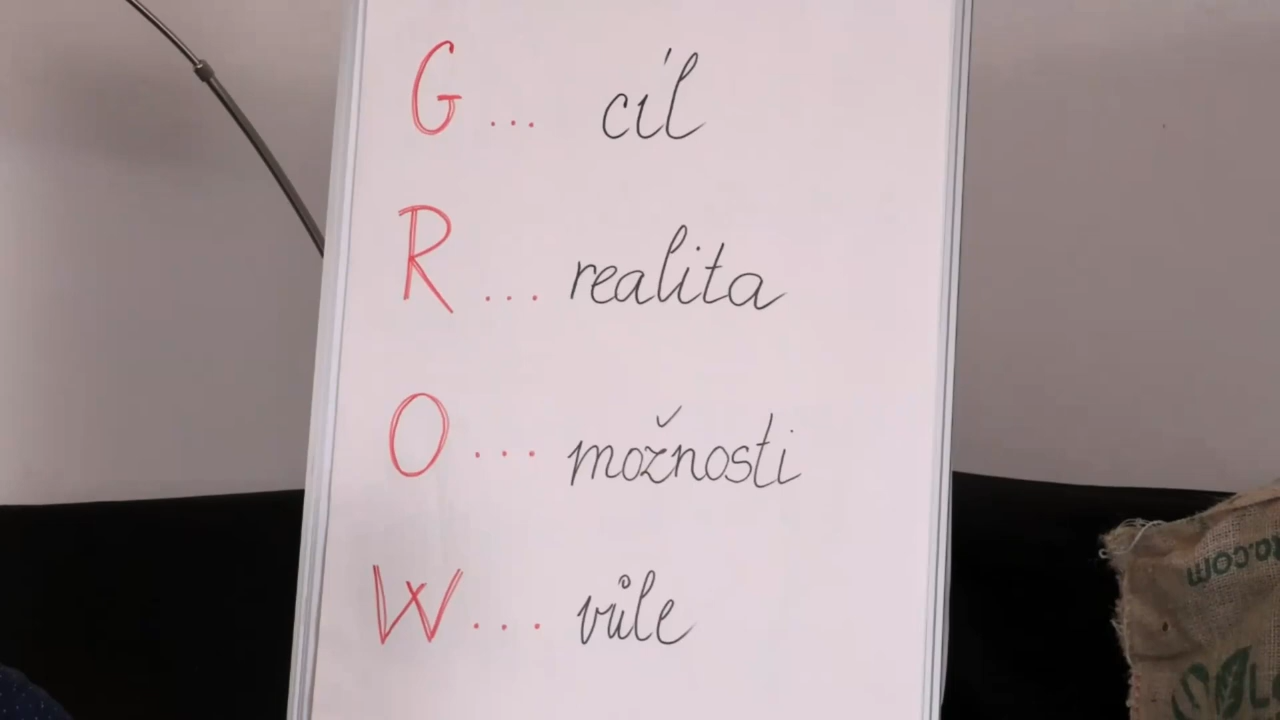 G ... cíl
R ... realita
O ... možnosti
W ... vůle